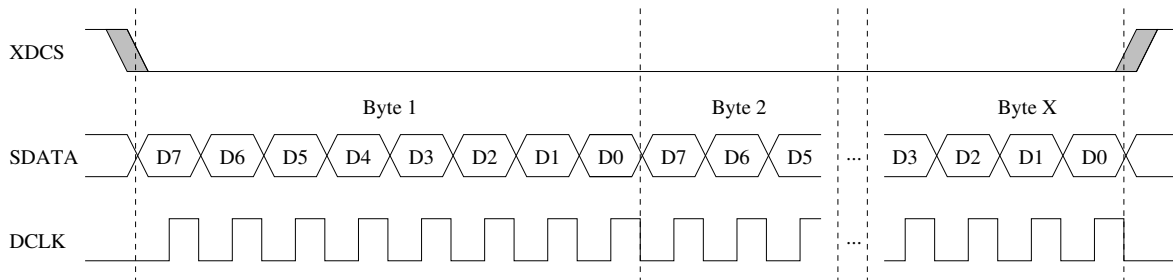 XDCS
Byte 1 Byte 2 Byte X
SDATA D7 D6 D5 D4 D3 D2 D1 D0 D7 D6 D5 ... D3 D2 D1 D0
DCLK ...